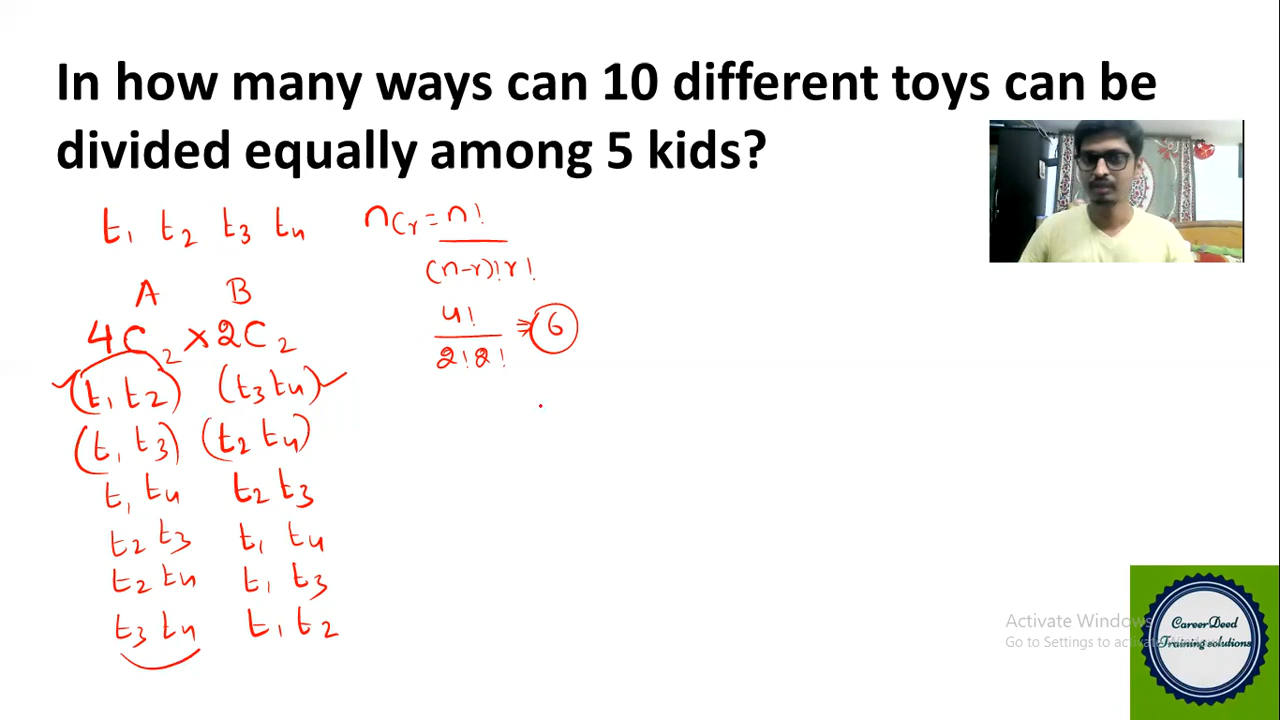 In how many ways can 10 different toys can be
divided equally among 5 kids?
t₁ t₂ t₃ t₄
nCr = n!
(n-r)! r!
A B
4C₂ × 2C₂
4!
2! 2!
⇒ 6
(t₁ t₂) (t₃ t₄)
(t₁ t₃) (t₂ t₄)
t₁ t₄ t₂ t₃
t₂ t₃ t₁ t₄
t₂ t₄ t₁ t₃
t₃ t₄ t₁ t₂
Activate Windows
Go to Settings to activate
CareerDeed
Training solutions